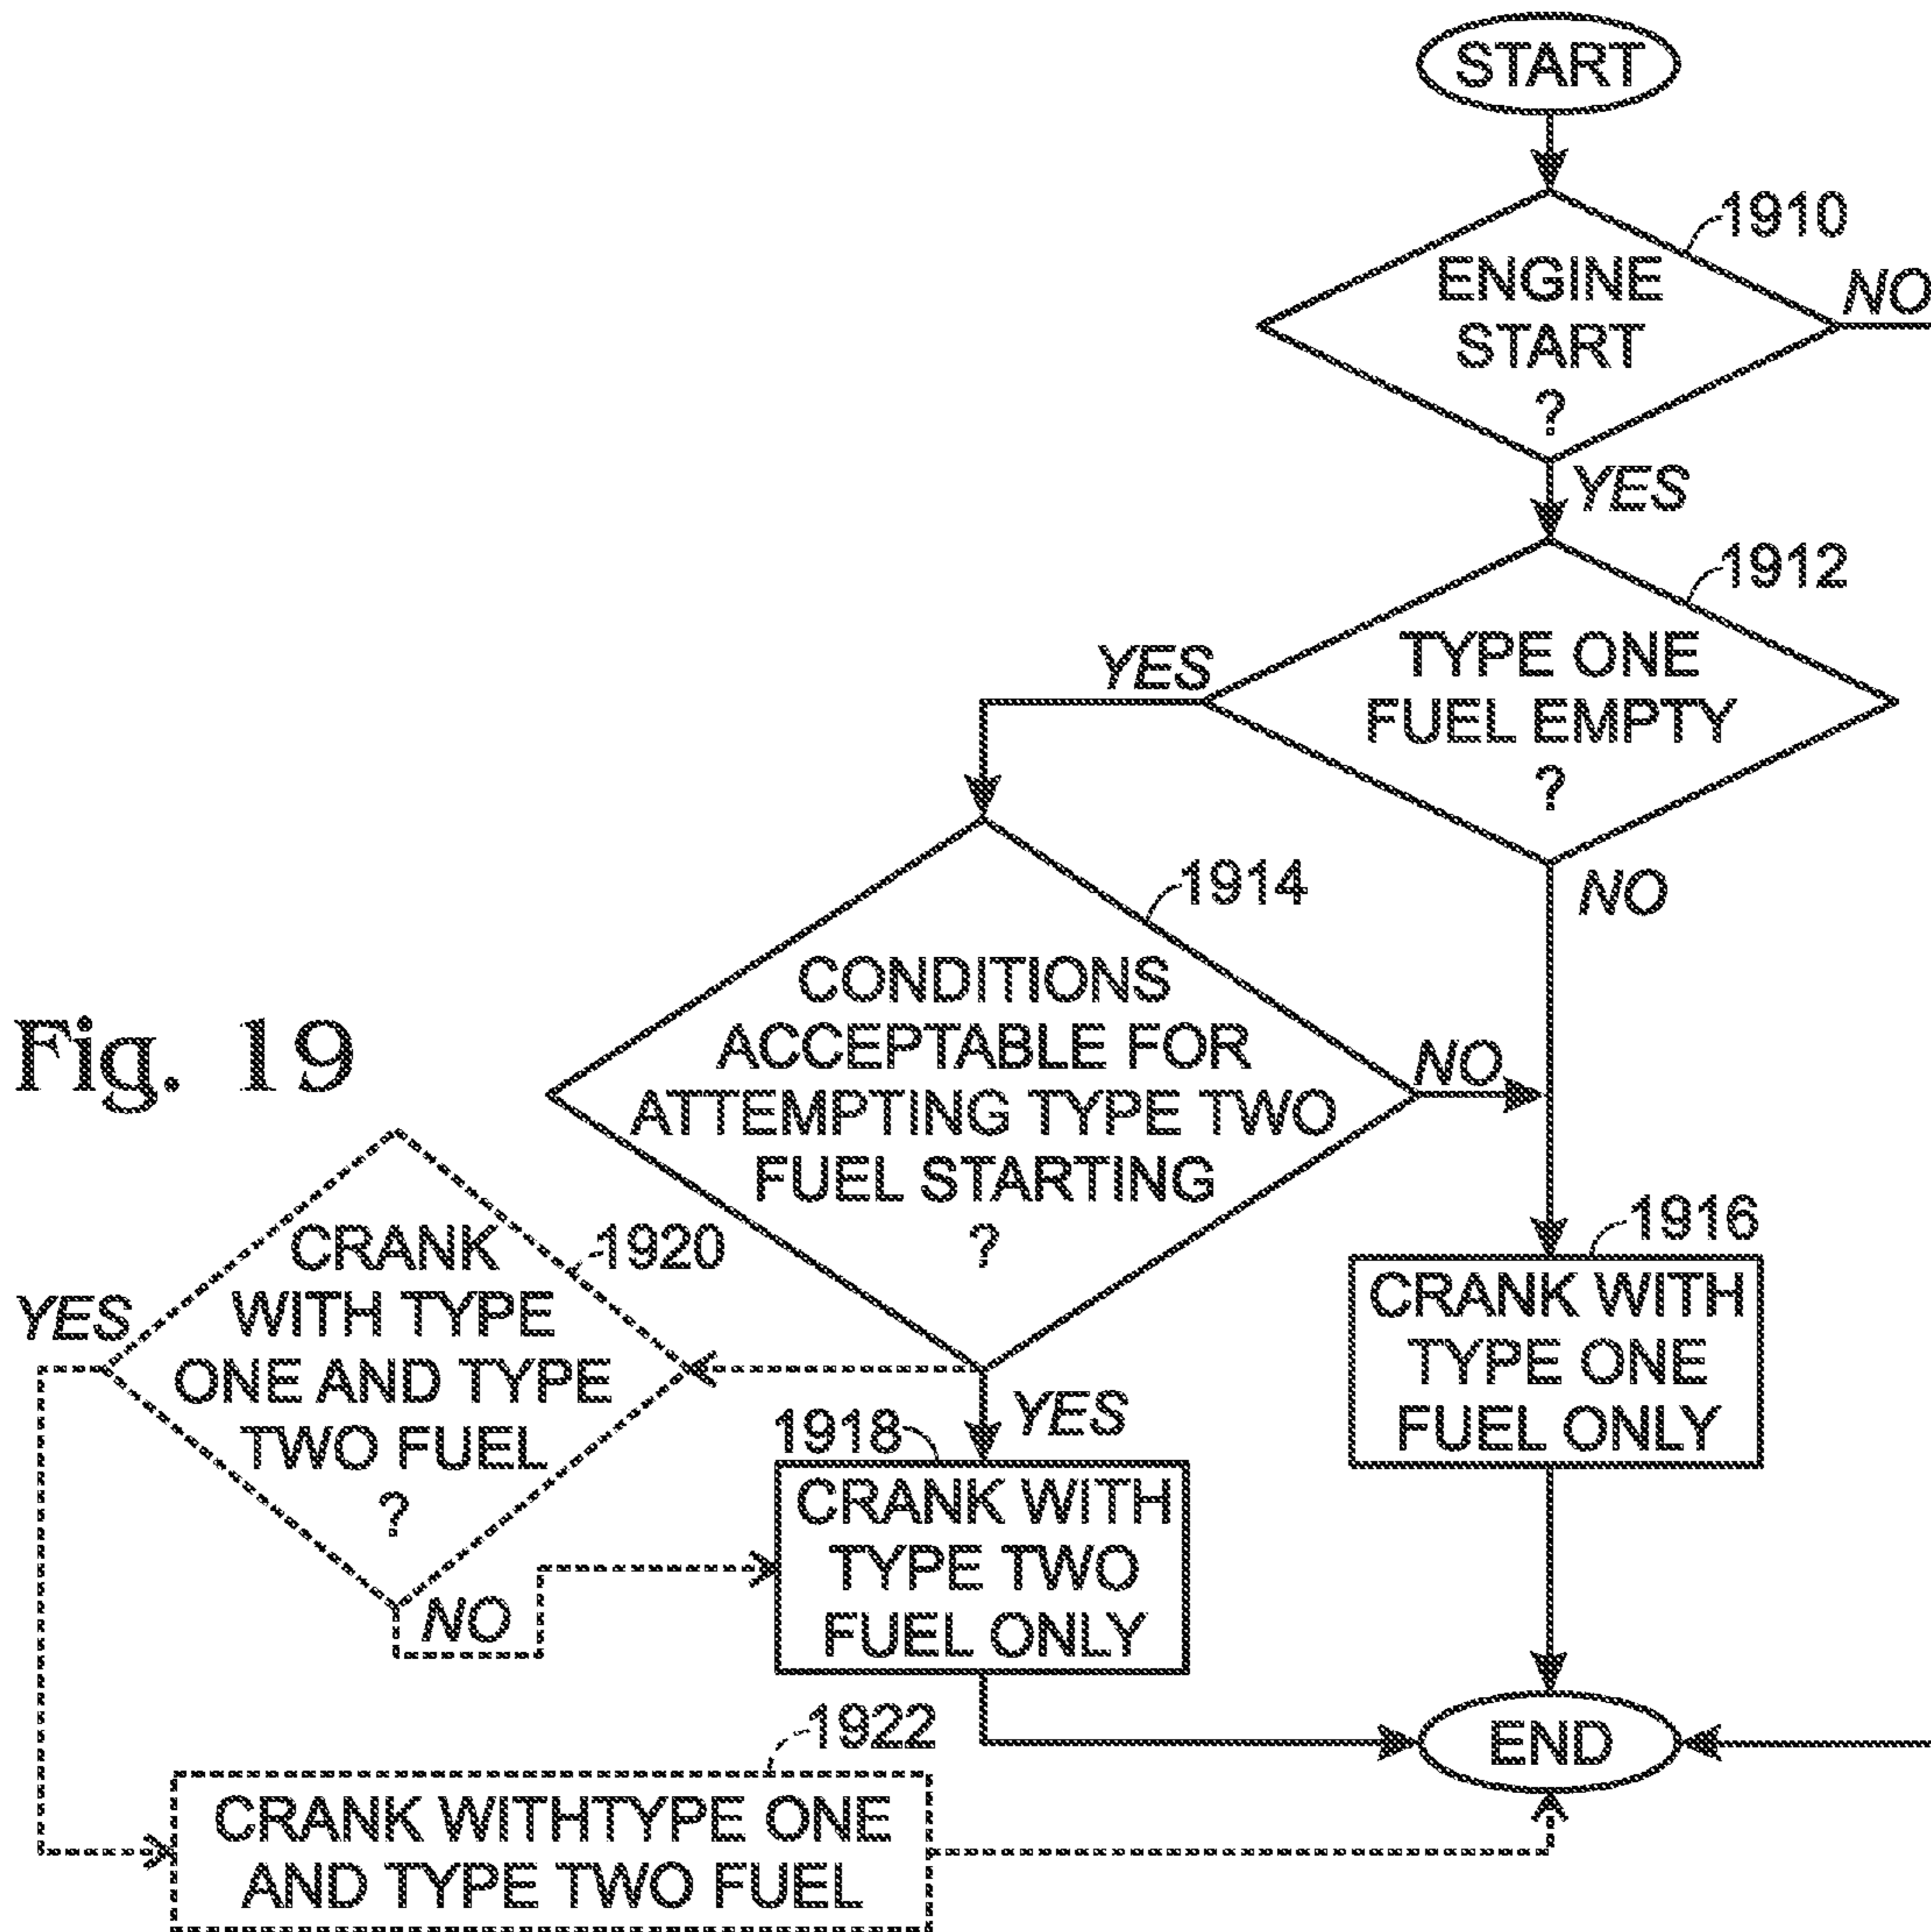 START
1910
ENGINE
START
?
NO
YES
1912
TYPE ONE
FUEL EMPTY
?
YES
NO
1914
CONDITIONS
ACCEPTABLE FOR
ATTEMPTING TYPE TWO
FUEL STARTING
?
NO
Fig. 19
1920
CRANK
WITH TYPE
ONE AND TYPE
TWO FUEL
?
YES
NO
YES
1916
CRANK WITH
TYPE ONE
FUEL ONLY
1918
CRANK WITH
TYPE TWO
FUEL ONLY
END
1922
CRANK WITHTYPE ONE
AND TYPE TWO FUEL